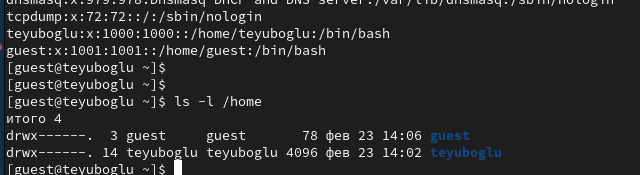 dnsmasq:x:979:978:Dnsmasq DHCP and DNS server:/var/lib/dnsmasq:/sbin/nologin
tcpdump:x:72:72::/:/sbin/nologin
teyuboglu:x:1000:1000::/home/teyuboglu:/bin/bash
guest:x:1001:1001::/home/guest:/bin/bash
[guest@teyuboglu ~]$
[guest@teyuboglu ~]$
[guest@teyuboglu ~]$ ls -l /home
итого 4
drwx------. 3 guest guest 78 фев 23 14:06 guest
drwx------. 14 teyuboglu teyuboglu 4096 фев 23 14:02 teyuboglu
[guest@teyuboglu ~]$